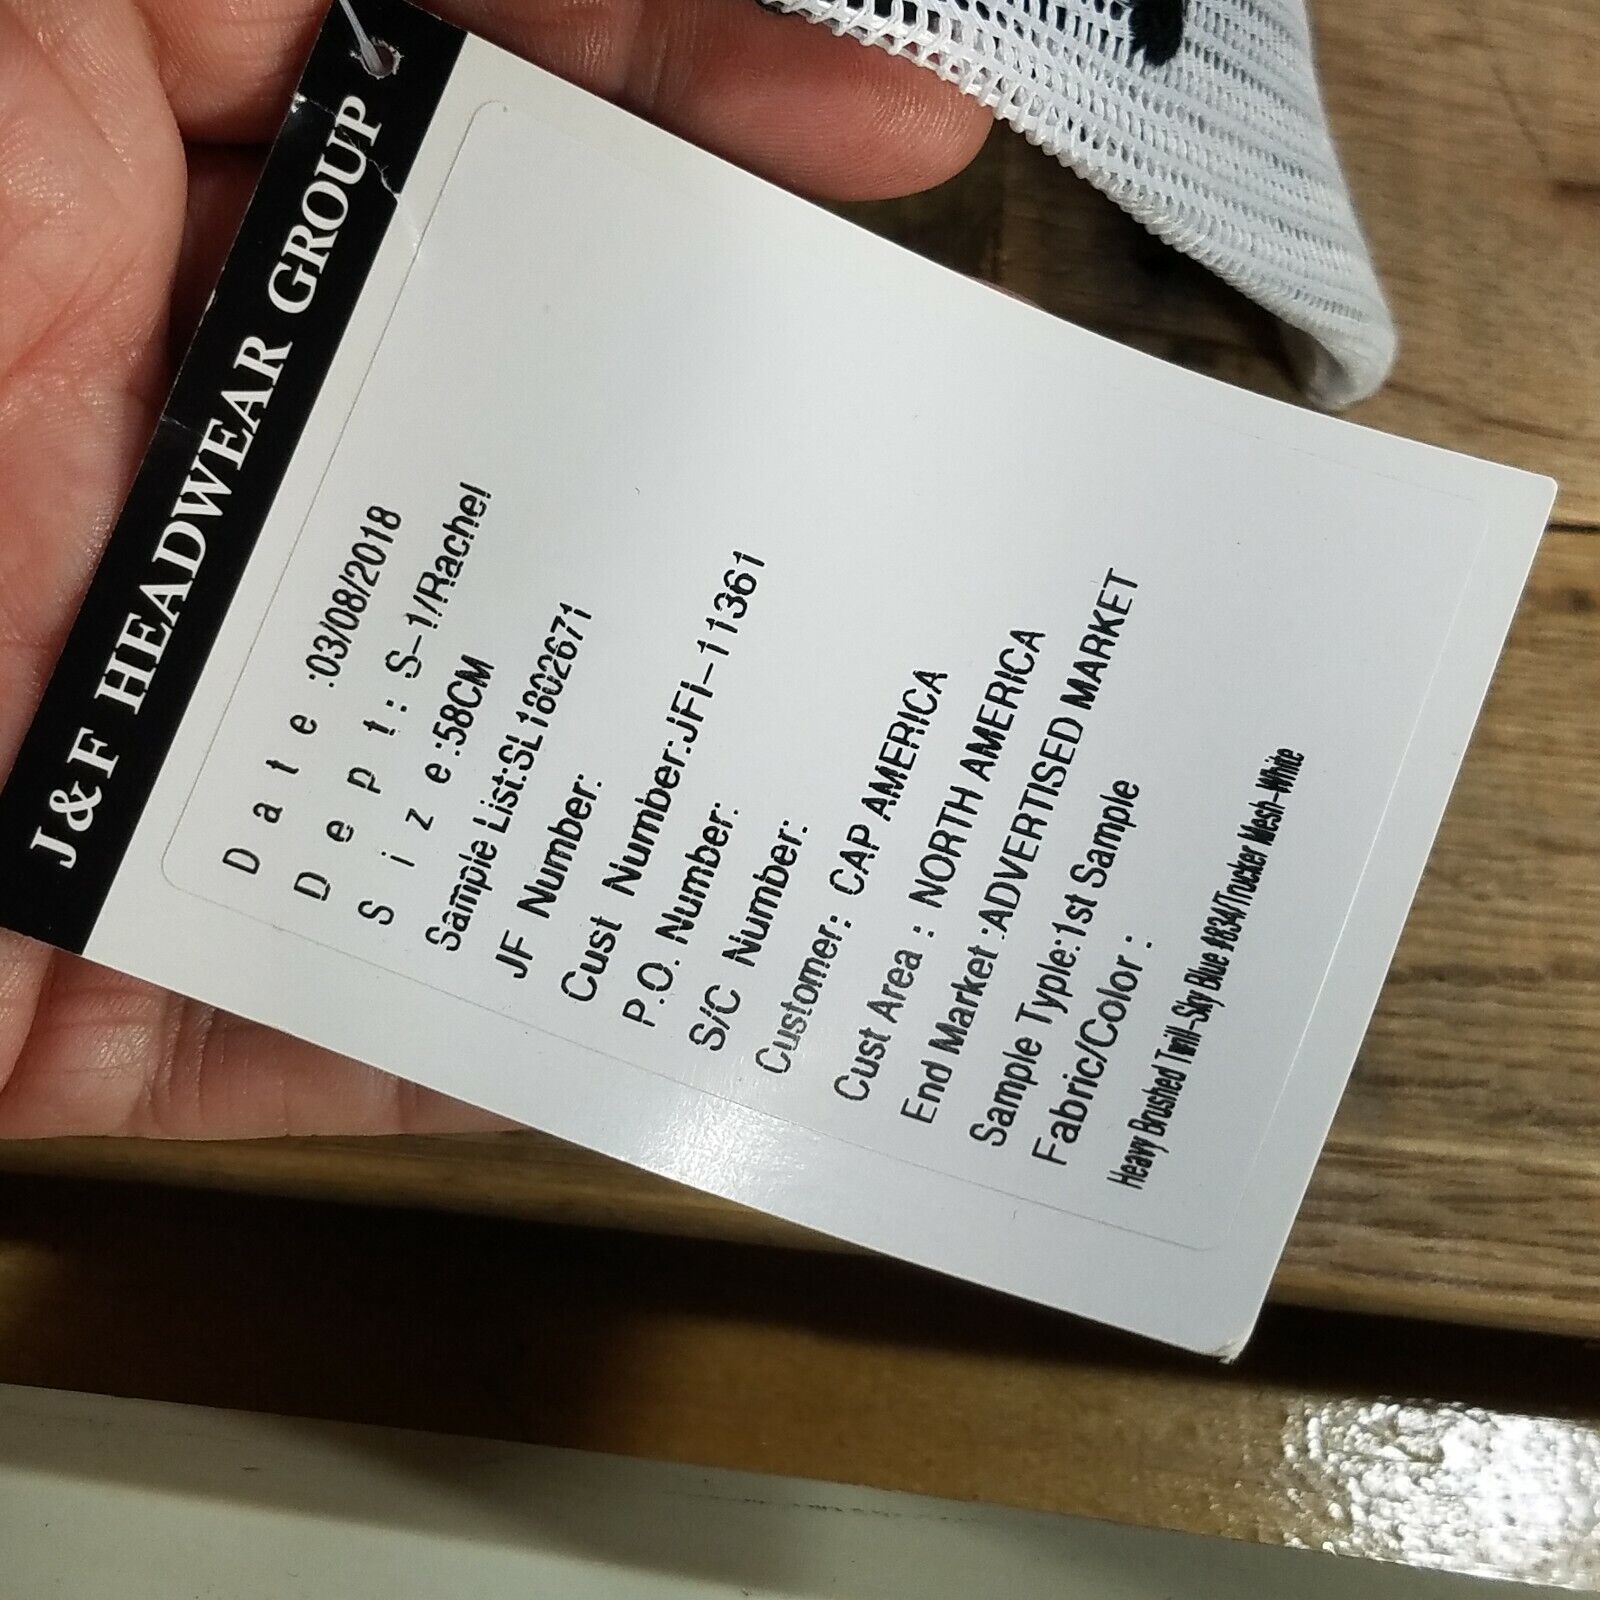 J&F HEADWEAR GROUP
Date :03/08/2018
Dept : S-1/Rachel
Size :58CM
Sample List:SL1802671
JF Number:
Cust Number:JFI-11361
P.O. Number:
S/C Number:
Customer: CAP AMERICA
Cust Area : NORTH AMERICA
End Market :ADVERTISED MARKET
Sample Typle:1st Sample
Fabric/Color :
Heavy Brushed Twill-Sky Blue #834/Trucker Mesh-White